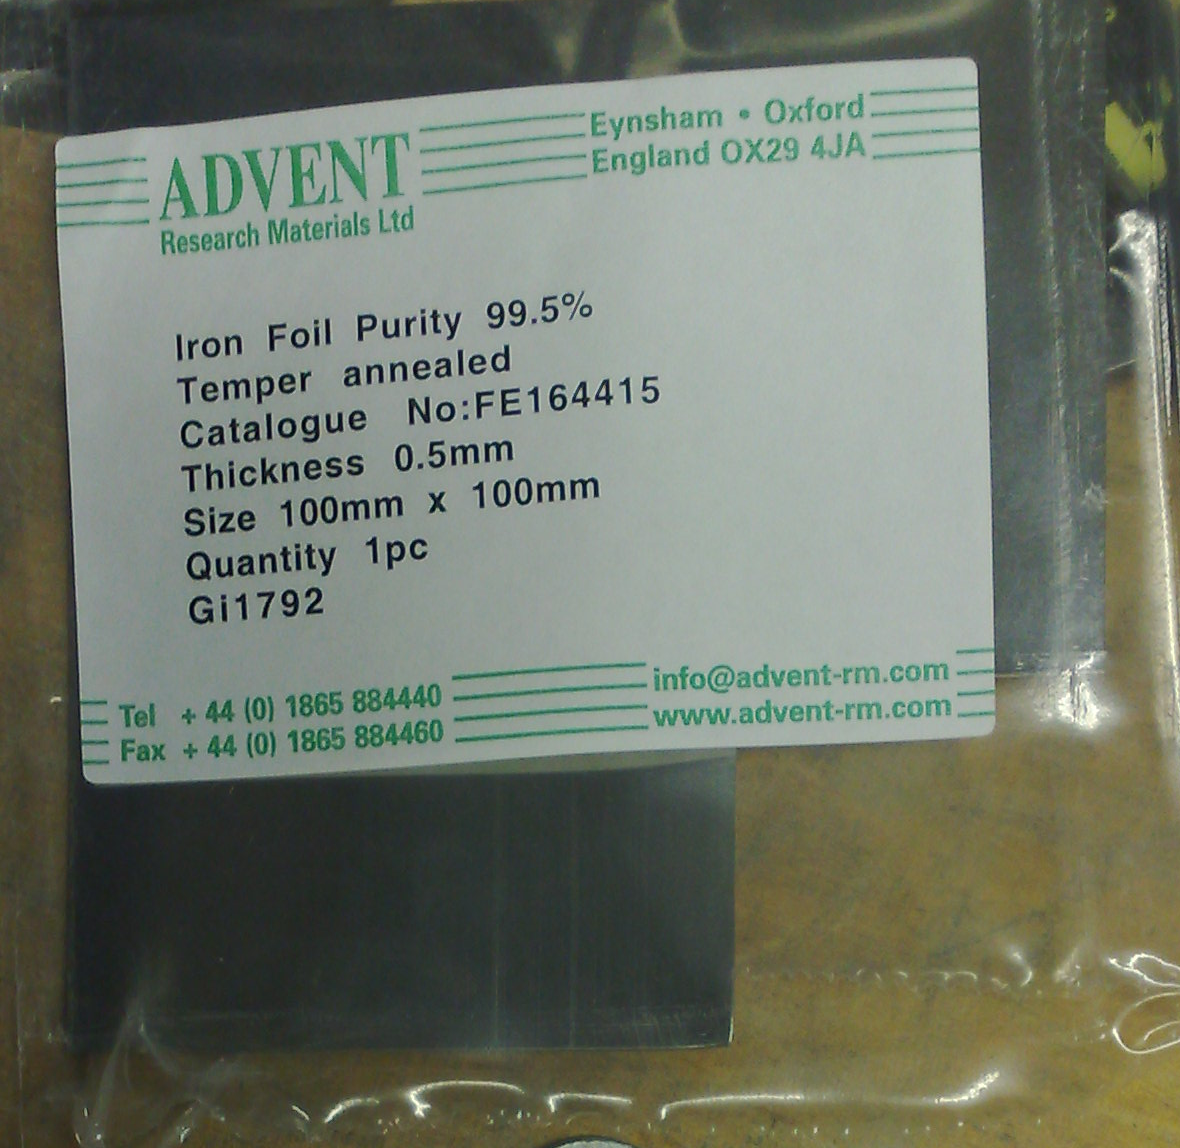 ADVENT
Research Materials Ltd
Eynsham • Oxford
England OX29 4JA
Iron Foil Purity 99.5%
Temper annealed
Catalogue No:FE164415
Thickness 0.5mm
Size 100mm x 100mm
Quantity 1pc
Gi1792
Tel + 44 (0) 1865 884440
Fax + 44 (0) 1865 884460
info@advent-rm.com
www.advent-rm.com